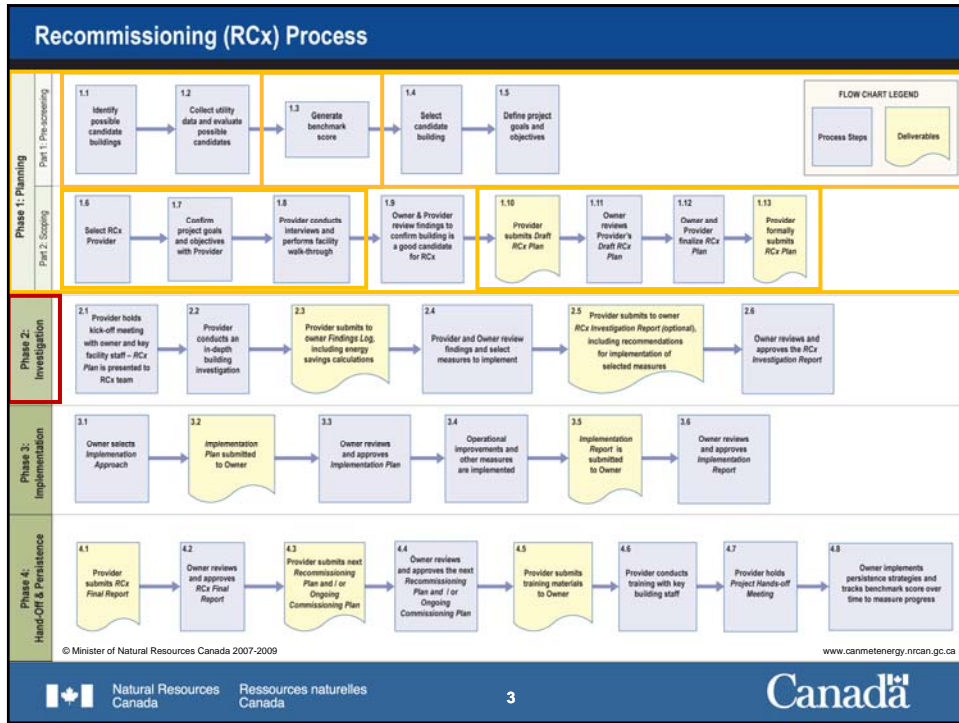 Recommissioning (RCx) Process
Phase 1: Planning
Part 1: Pre-screening
1.1
Identify
possible
candidate
buildings
1.2
Collect utility
data and evaluate
possible
candidates
1.3
Generate
benchmark
score
1.4
Select
candidate
building
1.5
Define project
goals and
objectives
FLOW CHART LEGEND
Process Steps
Deliverables
Part 2: Scoping
1.6
Select RCx
Provider
1.7
Confirm
project goals
and objectives
with Provider
1.8
Provider conducts
interviews and
performs facility
walk-through
1.9
Owner & Provider
review findings to
confirm building is
a good candidate
for RCx
1.10
Provider
submits Draft
RCx Plan
1.11
Owner
reviews
Provider's
Draft RCx
Plan
1.12
Owner and
Provider
finalize RCx
Plan
1.13
Provider
formally
submits
RCx Plan
Phase 2:
Investigation
2.1
Provider holds
kick-off meeting
with owner and key
facility staff – RCx
Plan is presented to
RCx team
2.2
Provider
conducts an
in-depth
building
investigation
2.3
Provider submits to
owner Findings Log,
including energy
savings calculations
2.4
Provider and Owner review
findings and select
measures to implement
2.5
Provider submits to owner
RCx Investigation Report (optional),
including recommendations
for implementation of
selected measures
2.6
Owner reviews and
approves the RCx
Investigation Report
Phase 3:
Implementation
3.1
Owner selects
Implemenation
Approach
3.2
Implementation
Plan submitted
to Owner
3.3
Owner reviews
and approves
Implementation Plan
3.4
Operational
improvements and
other measures
are implemented
3.5
Implementation
Report is
submitted
to Owner
3.6
Owner reviews
and approves
Implementation
Report
Phase 4:
Hand-Off & Persistence
4.1
Provider
submits RCx
Final Report
4.2
Owner reviews
and approves
RCx Final
Report
4.3
Provider submits next
Recommissioning
Plan and / or
Ongoing
Commissioning Plan
4.4
Owner reviews
and approves the next
Recommissioning
Plan and / or
Ongoing
Commissioning Plan
4.5
Provider submits
training materials
to Owner
4.6
Provider conducts
training with key
building staff
4.7
Provider holds
Project Hands-off
Meeting
4.8
Owner implements
persistence strategies and
tracks benchmark score over
time to measure progress
© Minister of Natural Resources Canada 2007-2009
www.canmetenergy.nrcan.gc.ca
Natural Resources
Canada
Ressources naturelles
Canada
3
Canada